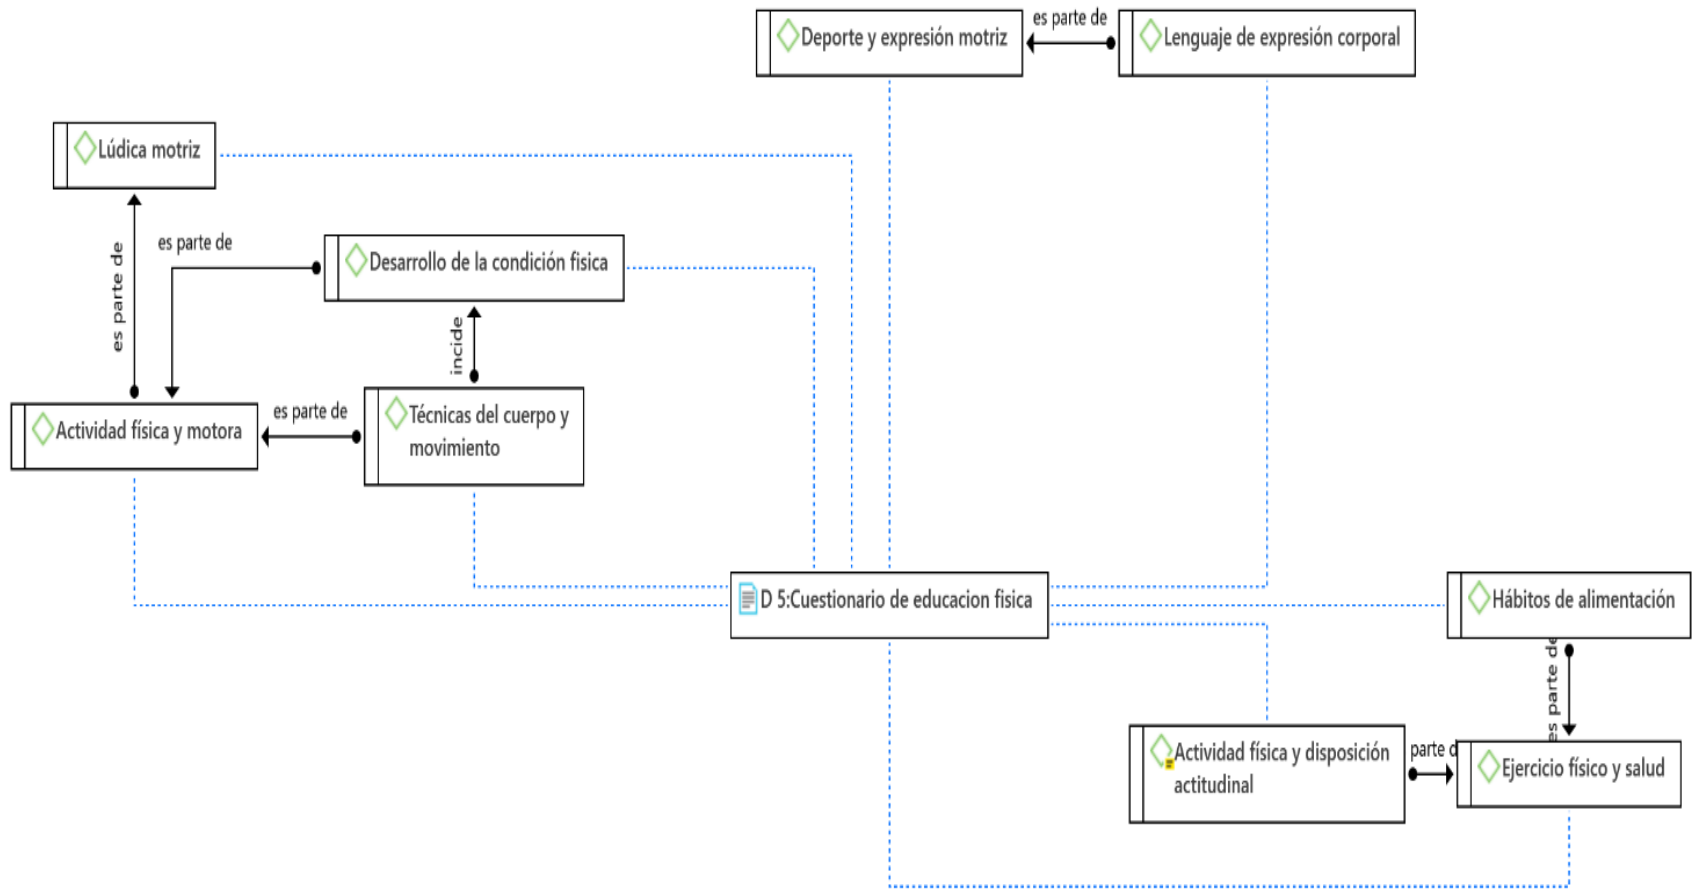 es parte de
Deporte y expresión motriz
Lenguaje de expresión corporal
Lúdica motriz
es parte de
es parte de
Desarrollo de la condición fisica
incide
es parte de
Técnicas del cuerpo y
movimiento
Actividad física y motora
D 5:Cuestionario de educacion fisica
Hábitos de alimentación
es parte de
Actividad física y disposición
actitudinal
parte d
Ejercicio físico y salud